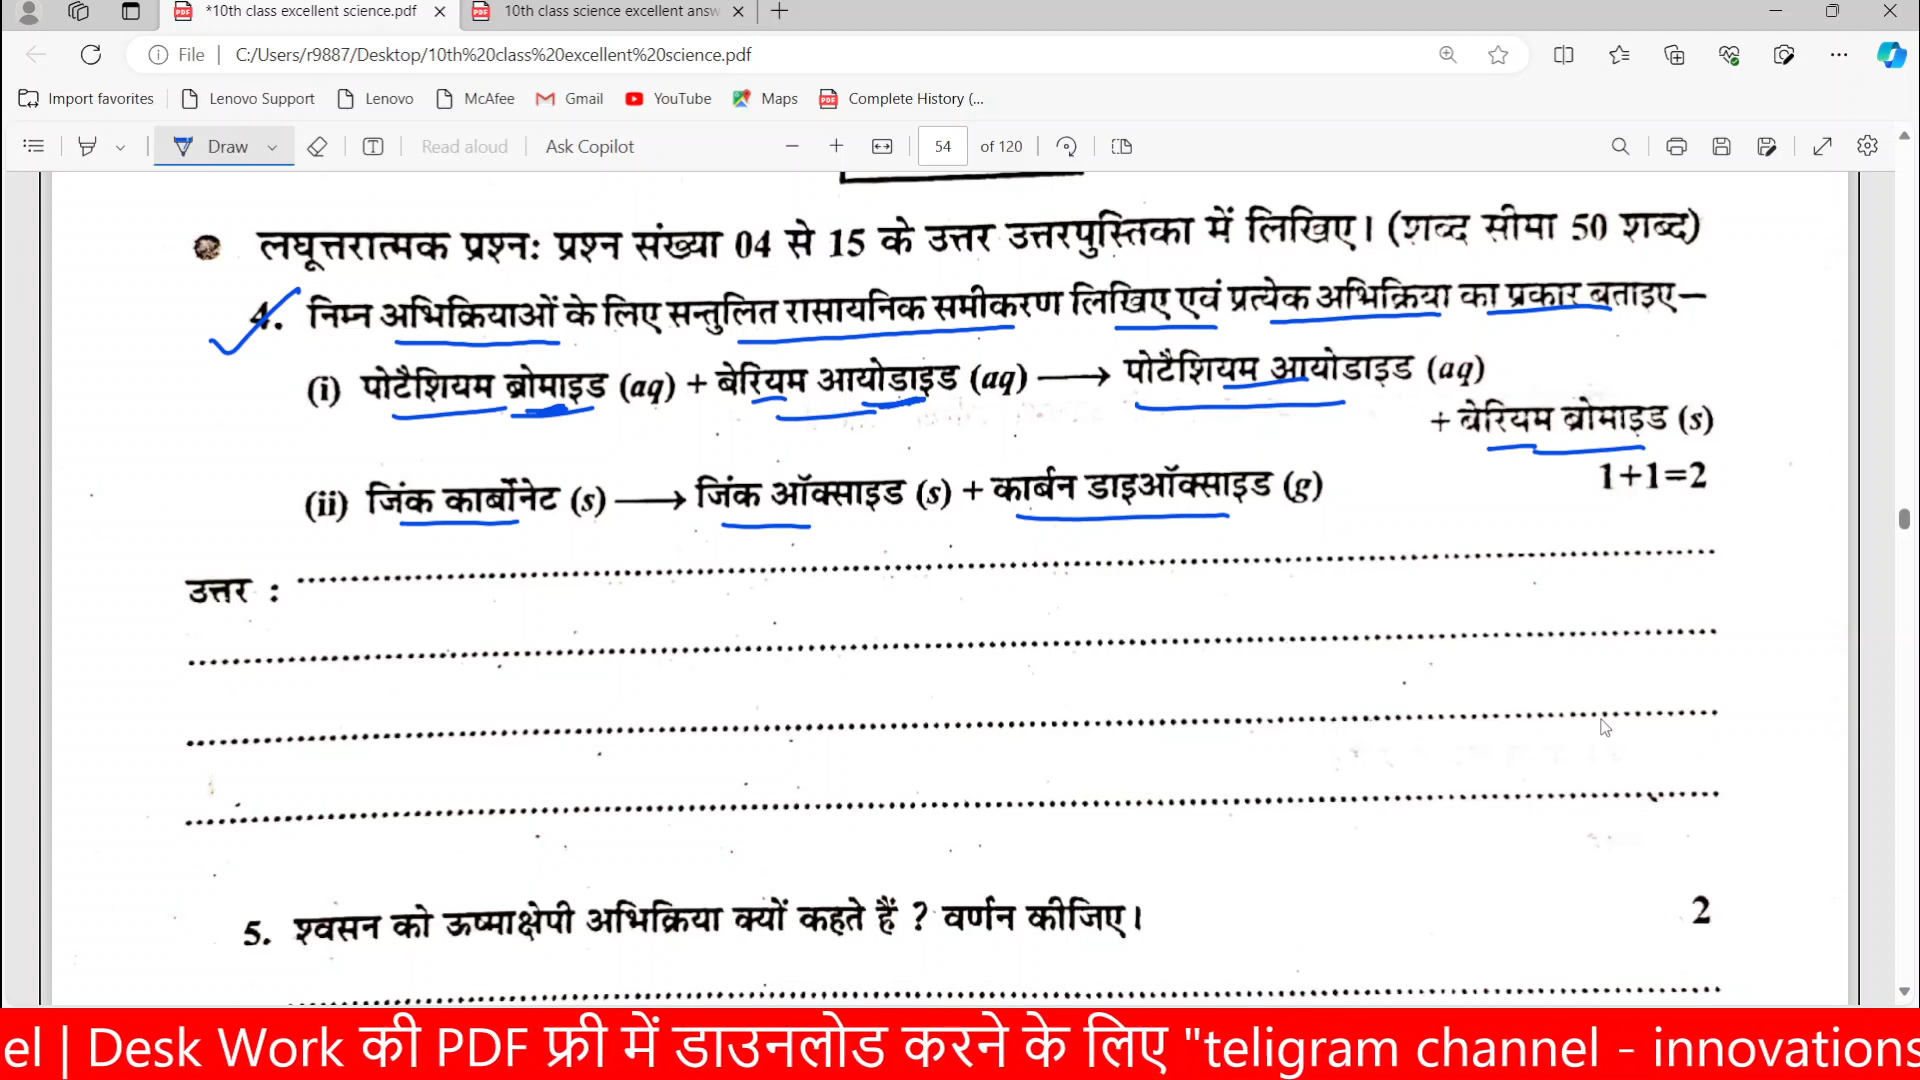 *10th class excellent science.pdf
10th class science excellent answ
File | C:/Users/r9887/Desktop/10th%20class%20excellent%20science.pdf
Import favorites Lenovo Support Lenovo McAfee Gmail YouTube Maps Complete History (...
Draw Read aloud Ask Copilot 54 of 120
लघूत्तरात्मक प्रश्न: प्रश्न संख्या 04 से 15 के उत्तर उत्तरपुस्तिका में लिखिए। (शब्द सीमा 50 शब्द)
4. निम्न अभिक्रियाओं के लिए सन्तुलित रासायनिक समीकरण लिखिए एवं प्रत्येक अभिक्रिया का प्रकार बताइए–
(i) पोटैशियम ब्रोमाइड (aq) + बेरियम आयोडाइड (aq) ⟶ पोटैशियम आयोडाइड (aq)
+ बेरियम ब्रोमाइड (s)
(ii) जिंक कार्बोनेट (s) ⟶ जिंक ऑक्साइड (s) + कार्बन डाइऑक्साइड (g) 1+1=2
उत्तर :
5. श्वसन को ऊष्माक्षेपी अभिक्रिया क्यों कहते हैं ? वर्णन कीजिए। 2
el | Desk Work की PDF फ्री में डाउनलोड करने के लिए "teligram channel - innovations